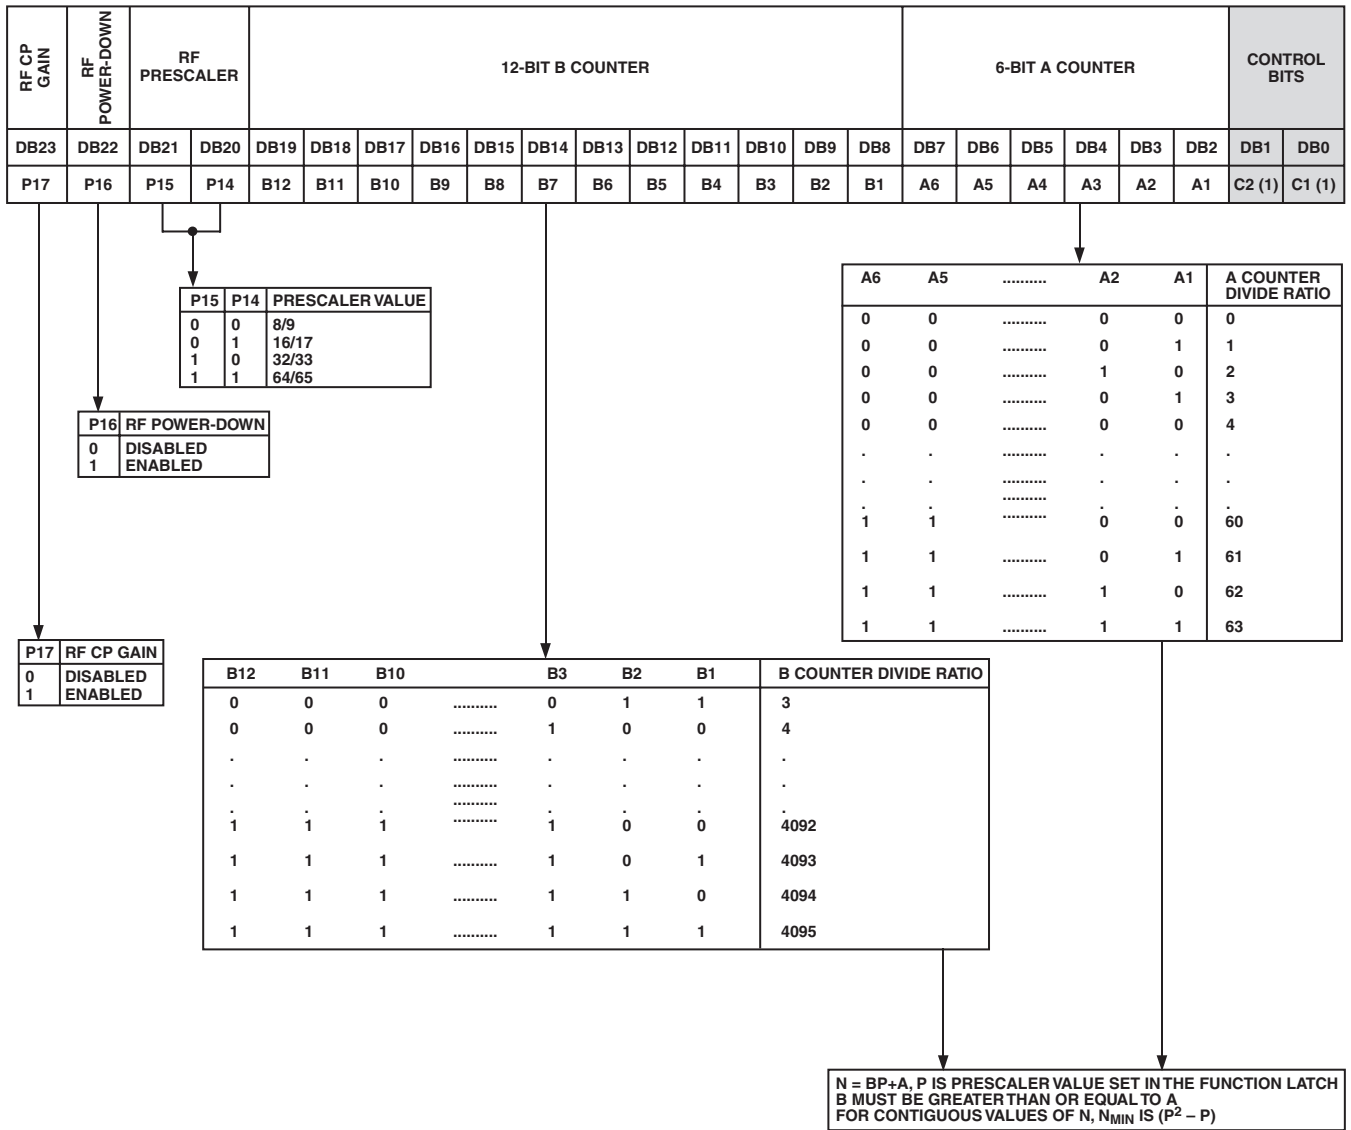 RF CP GAIN
RF POWER-DOWN
RF PRESCALER
12-BIT B COUNTER
6-BIT A COUNTER
CONTROL BITS
DB23 DB22 DB21 DB20 DB19 DB18 DB17 DB16 DB15 DB14 DB13 DB12 DB11 DB10 DB9 DB8 DB7 DB6 DB5 DB4 DB3 DB2 DB1 DB0
P17 P16 P15 P14 B12 B11 B10 B9 B8 B7 B6 B5 B4 B3 B2 B1 A6 A5 A4 A3 A2 A1 C2 (1) C1 (1)
P15 P14 PRESCALER VALUE
0 0 8/9
0 1 16/17
1 0 32/33
1 1 64/65
P16 RF POWER-DOWN
0 DISABLED
1 ENABLED
P17 RF CP GAIN
0 DISABLED
1 ENABLED
A6 A5 .......... A2 A1 A COUNTER
DIVIDE RATIO
0 0 .......... 0 0 0
0 0 .......... 0 1 1
0 0 .......... 1 0 2
0 0 .......... 0 1 3
0 0 .......... 0 0 4
. . .......... . . .
. . .......... . . .
..........
. . . . .
1 1 .......... 0 0 60
1 1 .......... 0 1 61
1 1 .......... 1 0 62
1 1 .......... 1 1 63
B12 B11 B10 B3 B2 B1 B COUNTER DIVIDE RATIO
0 0 0 .......... 0 1 1 3
0 0 0 .......... 1 0 0 4
. . . .......... . . . .
. . . .......... . . . .
..........
. . . . . . .
1 1 1 .......... 1 0 0 4092
1 1 1 .......... 1 0 1 4093
1 1 1 .......... 1 1 0 4094
1 1 1 .......... 1 1 1 4095
N = BP+A, P IS PRESCALER VALUE SET IN THE FUNCTION LATCH
B MUST BE GREATER THAN OR EQUAL TO A
FOR CONTIGUOUS VALUES OF N, NMIN IS (P2 – P)